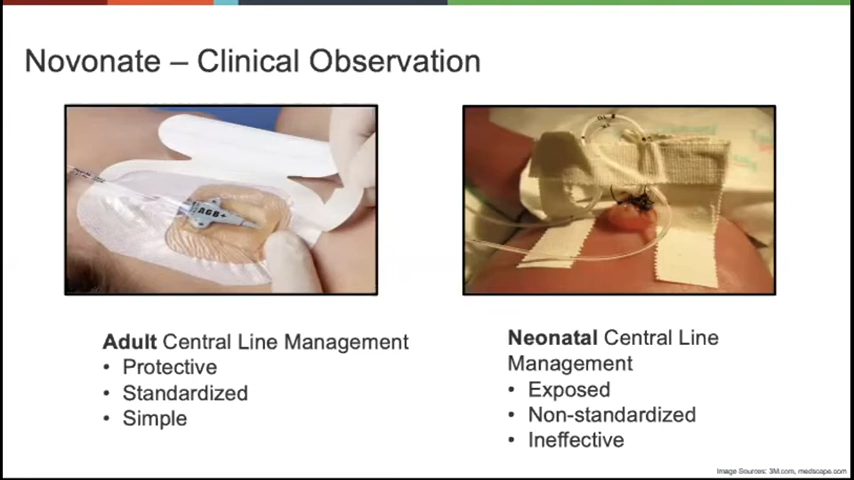 Novonate – Clinical Observation
AGB+
Adult Central Line Management
• Protective
• Standardized
• Simple
Neonatal Central Line
Management
• Exposed
• Non-standardized
• Ineffective
Image Sources: 3M.com, medscape.com